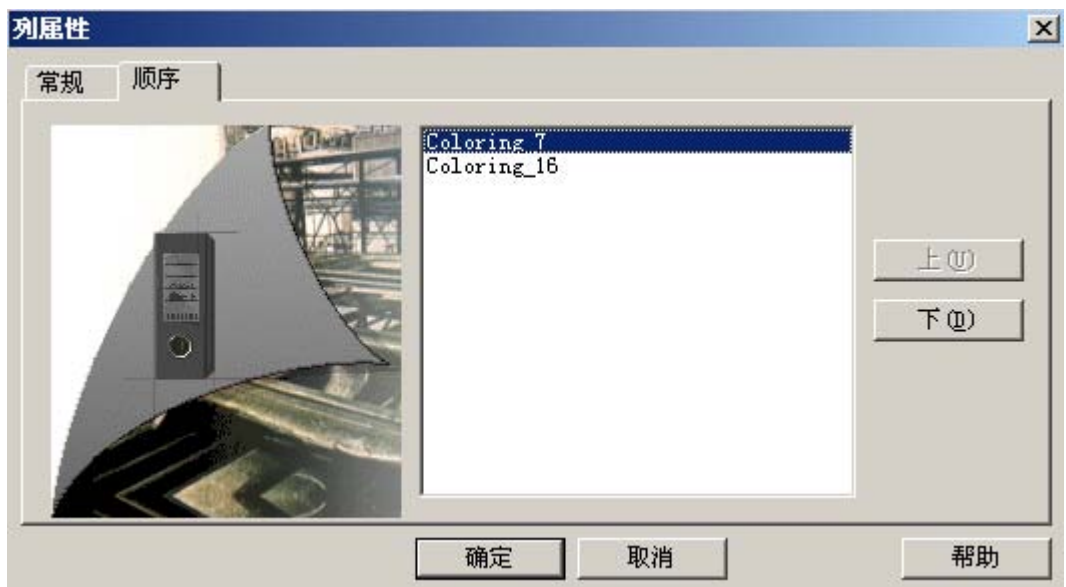 列属性
常规
顺序
Coloring_7
Coloring_16
上(U)
下(D)
确定
取消
帮助